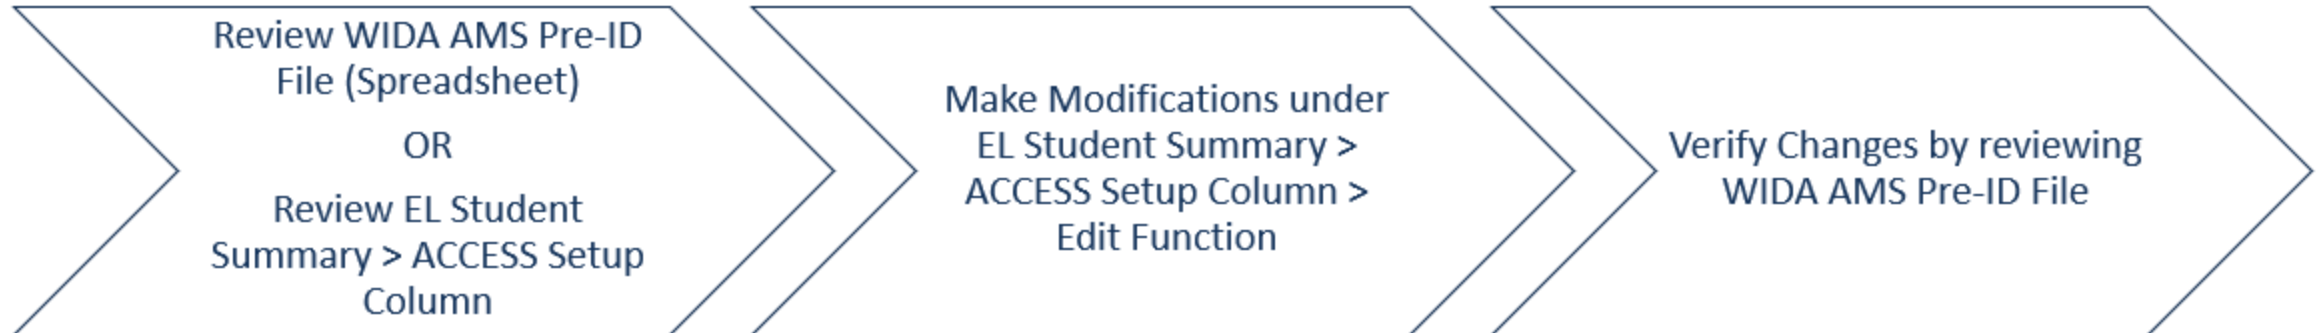 Review WIDA AMS Pre-ID
File (Spreadsheet)
OR
Review EL Student
Summary > ACCESS Setup
Column
Make Modifications under
EL Student Summary >
ACCESS Setup Column >
Edit Function
Verify Changes by reviewing
WIDA AMS Pre-ID File